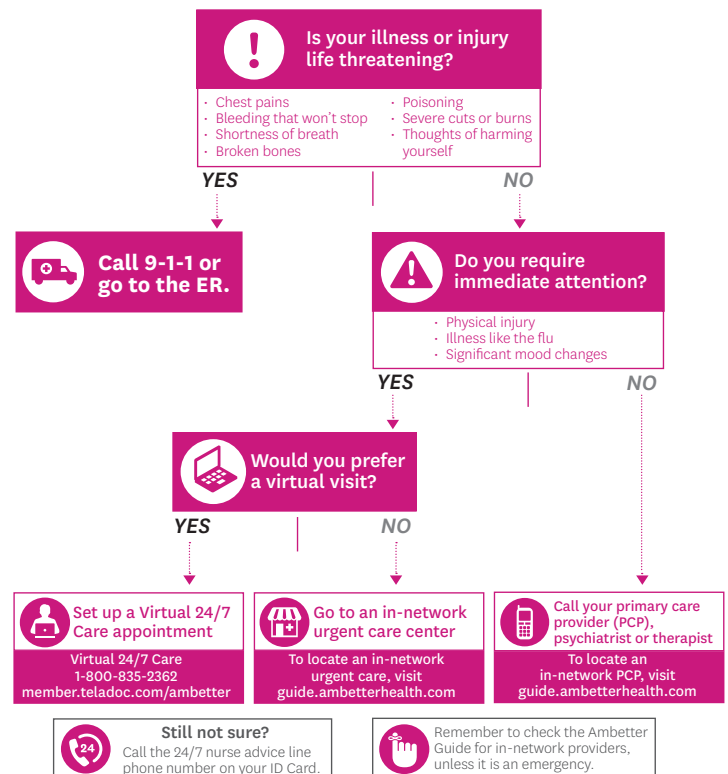 Is your illness or injury
life threatening?
· Chest pains
· Bleeding that won't stop
· Shortness of breath
· Broken bones
· Poisoning
· Severe cuts or burns
· Thoughts of harming
yourself
YES
NO
Call 9-1-1 or
go to the ER.
Do you require
immediate attention?
· Physical injury
· Illness like the flu
· Significant mood changes
YES
NO
Would you prefer
a virtual visit?
YES
NO
Set up a Virtual 24/7
Care appointment
Virtual 24/7 Care
1-800-835-2362
member.teladoc.com/ambetter
Go to an in-network
urgent care center
To locate an in-network
urgent care, visit
guide.ambetterhealth.com
Call your primary care
provider (PCP),
psychiatrist or therapist
To locate an
in-network PCP, visit
guide.ambetterhealth.com
24
Still not sure?
Call the 24/7 nurse advice line
phone number on your ID Card.
Remember to check the Ambetter
Guide for in-network providers,
unless it is an emergency.